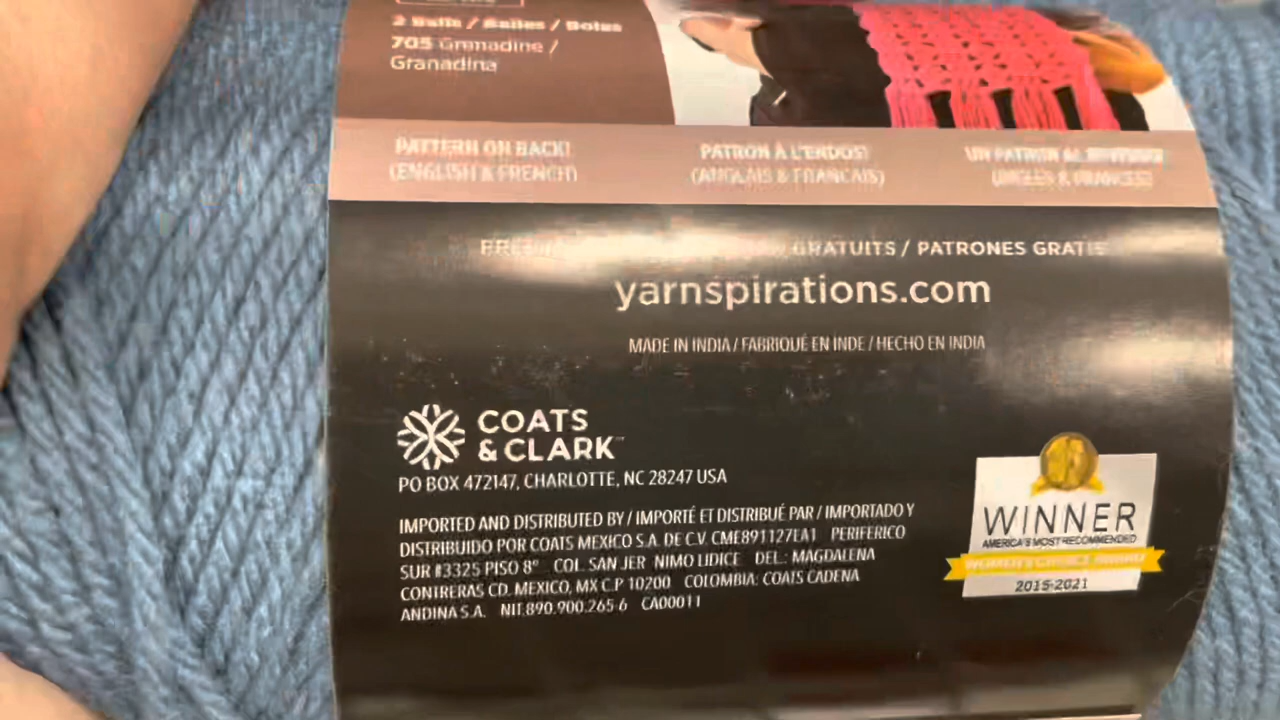 2 Balls / Balles / Bolas
705 Grenadine /
Granadina
PATTERN ON BACK!
(ENGLISH & FRENCH)
PATRON À L'ENDOS!
(ANGLAIS & FRANÇAIS)
UN PATRÓN AL
GRATUITS / PATRONES GRATIS
yarnspirations.com
MADE IN INDIA / FABRIQUÉ EN INDE / HECHO EN INDIA
COATS
& CLARK™
PO BOX 472147, CHARLOTTE, NC 28247 USA
IMPORTED AND DISTRIBUTED BY / IMPORTÉ ET DISTRIBUÉ PAR / IMPORTADO Y
DISTRIBUIDO POR COATS MEXICO S.A. DE C.V. CME891127EA1 PERIFERICO
SUR #3325 PISO 8° COL. SAN JER NIMO LIDICE DEL.: MAGDALENA
CONTRERAS CD. MEXICO, MX C.P 10200 COLOMBIA: COATS CADENA
ANDINA S.A. NIT.890.900.265-6 CA00011
WINNER
AMERICA'S MOST RECOMMENDED
WOMEN'S CHOICE AWARD
2015-2021